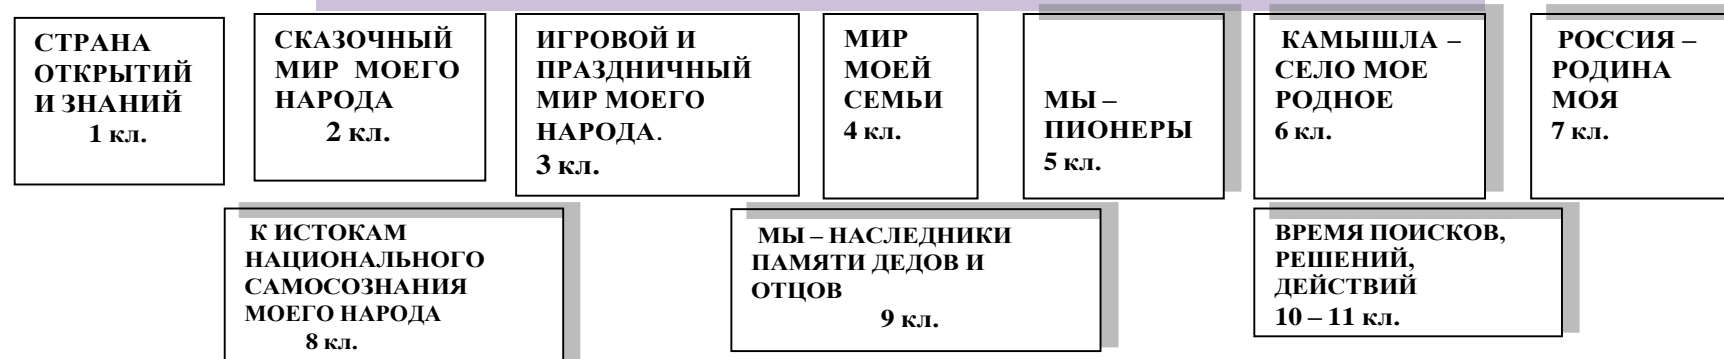 СТРАНА
ОТКРЫТИЙ
И ЗНАНИЙ
1 кл.
СКАЗОЧНЫЙ
МИР МОЕГО
НАРОДА
2 кл.
ИГРОВОЙ И
ПРАЗДНИЧНЫЙ
МИР МОЕГО
НАРОДА.
3 кл.
МИР
МОЕЙ
СЕМЬИ
4 кл.
МЫ –
ПИОНЕРЫ
5 кл.
КАМЫШЛА –
СЕЛО МОЕ
РОДНОЕ
6 кл.
РОССИЯ –
РОДИНА
МОЯ
7 кл.
К ИСТОКАМ
НАЦИОНАЛЬНОГО
САМОСОЗНАНИЯ
МОЕГО НАРОДА
8 кл.
МЫ – НАСЛЕДНИКИ
ПАМЯТИ ДЕДОВ И
ОТЦОВ
9 кл.
ВРЕМЯ ПОИСКОВ,
РЕШЕНИЙ,
ДЕЙСТВИЙ
10 – 11 кл.